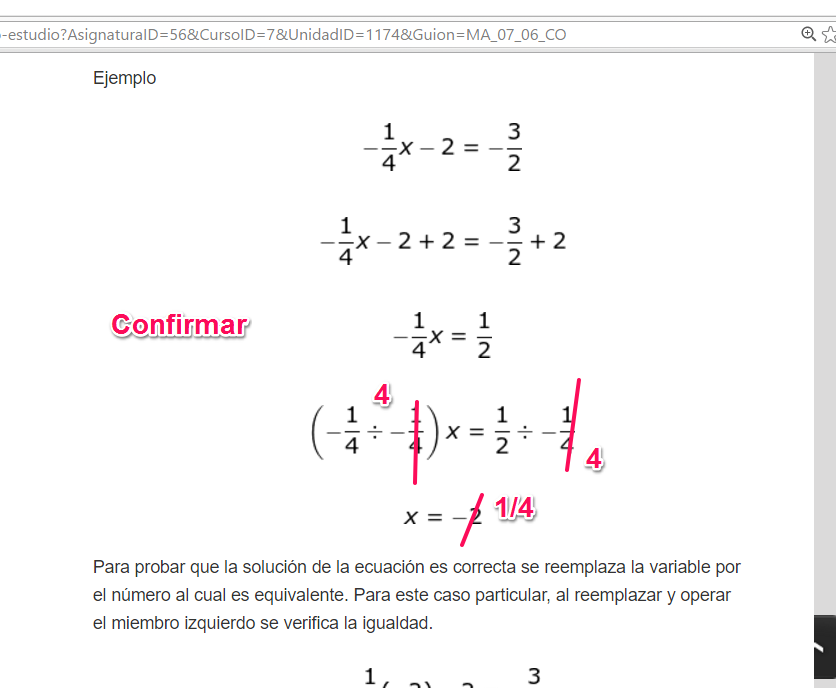 -estudio?AsignaturaID=56&CursoID=7&UnidadID=1174&Guion=MA_07_06_CO
Ejemplo
-1/4 x - 2 = -3/2
-1/4 x - 2 + 2 = -3/2 + 2
Confirmar
-1/4 x = 1/2
4
(-1/4 ÷ -1/4) x = 1/2 ÷ -1/4
4
x = -2 1/4
Para probar que la solución de la ecuación es correcta se reemplaza la variable por
el número al cual es equivalente. Para este caso particular, al reemplazar y operar
el miembro izquierdo se verifica la igualdad.